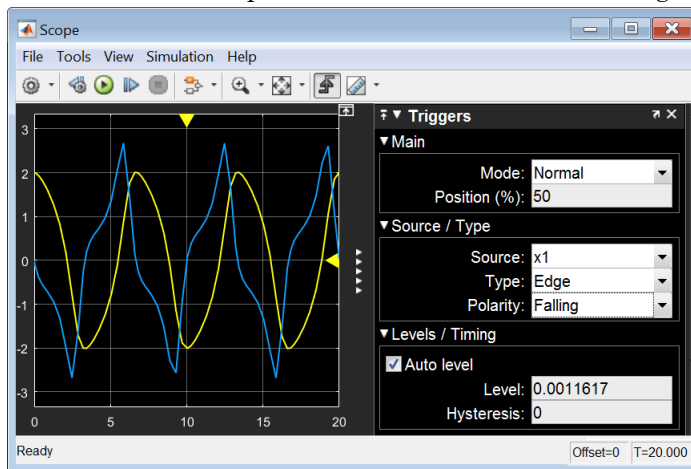 Scope
File Tools View Simulation Help
Triggers
Main
Mode: Normal
Position (%): 50
Source / Type
Source: x1
Type: Edge
Polarity: Falling
Levels / Timing
Auto level
Level: 0.0011617
Hysteresis: 0
3
2
1
0
-1
-2
-3
0 5 10 15 20
Ready Offset=0 T=20.000